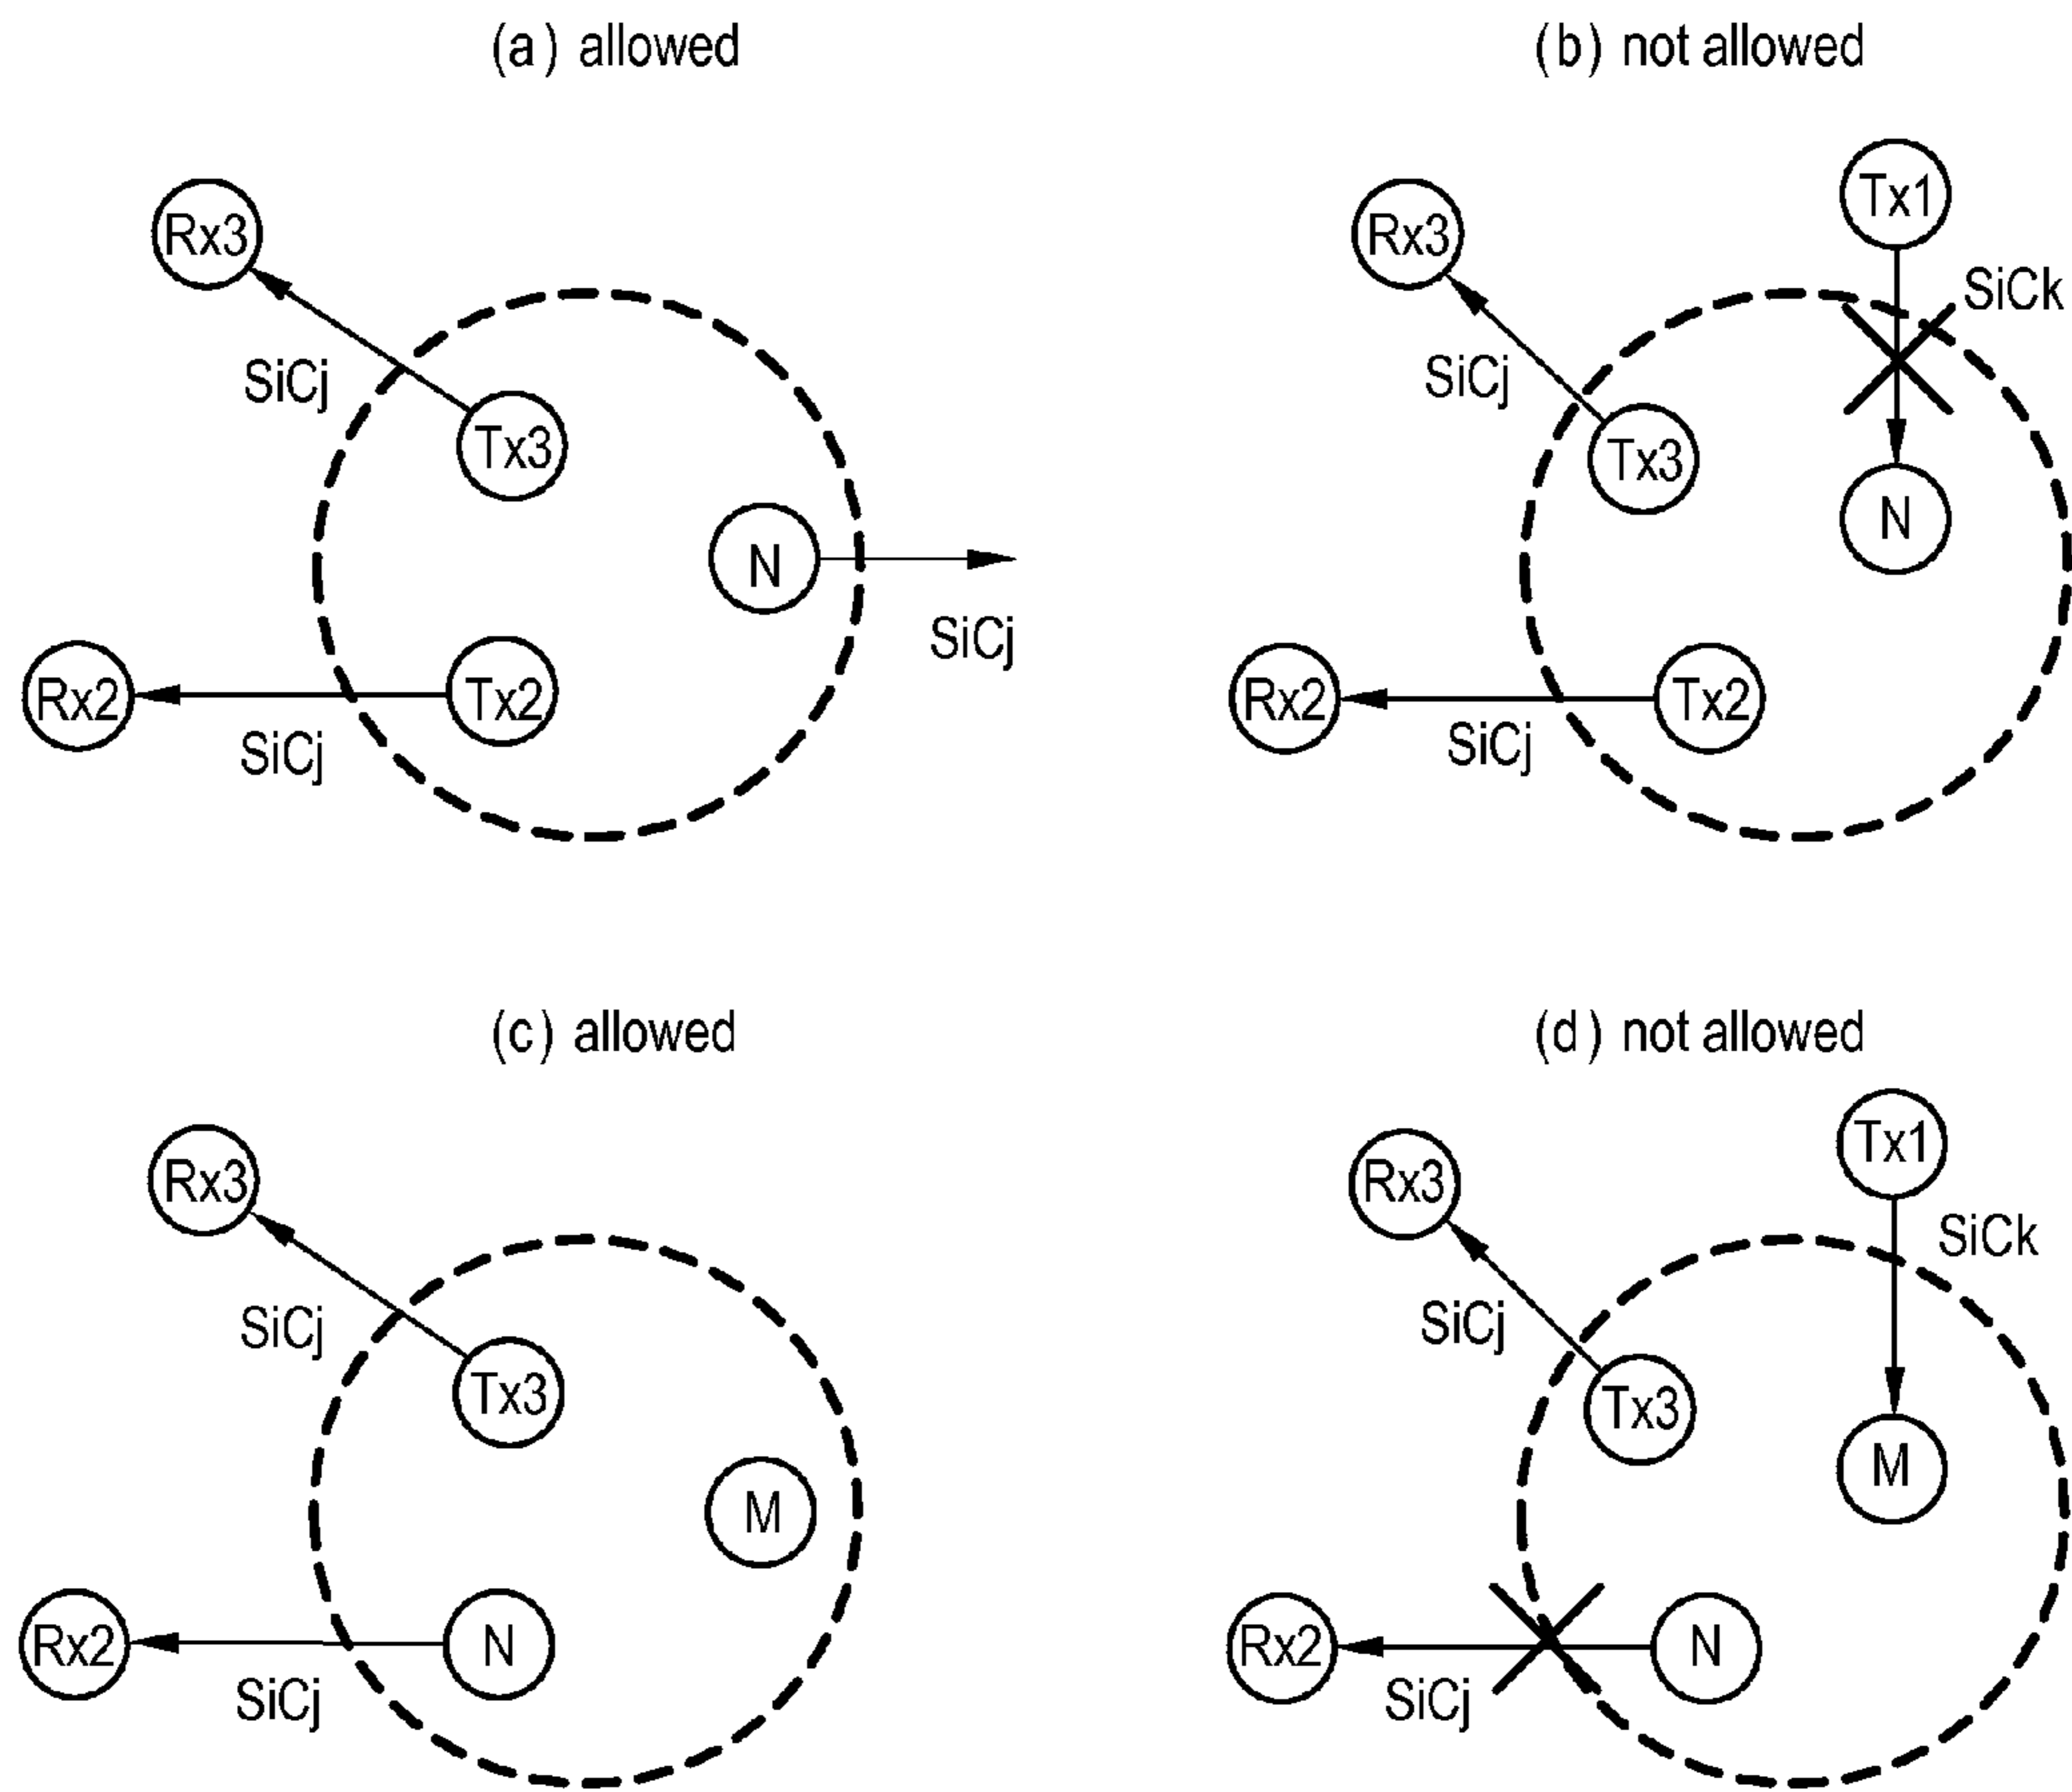 (a) allowed
(b) not allowed
Rx3
SiCj
Tx3
N
SiCj
Rx2
Tx2
SiCj
Tx1
Rx3
SiCk
SiCj
Tx3
N
Rx2
Tx2
SiCj
(c) allowed
(d) not allowed
Rx3
SiCj
Tx3
M
Rx2
N
SiCj
Tx1
Rx3
SiCk
SiCj
Tx3
M
Rx2
N
SiCj